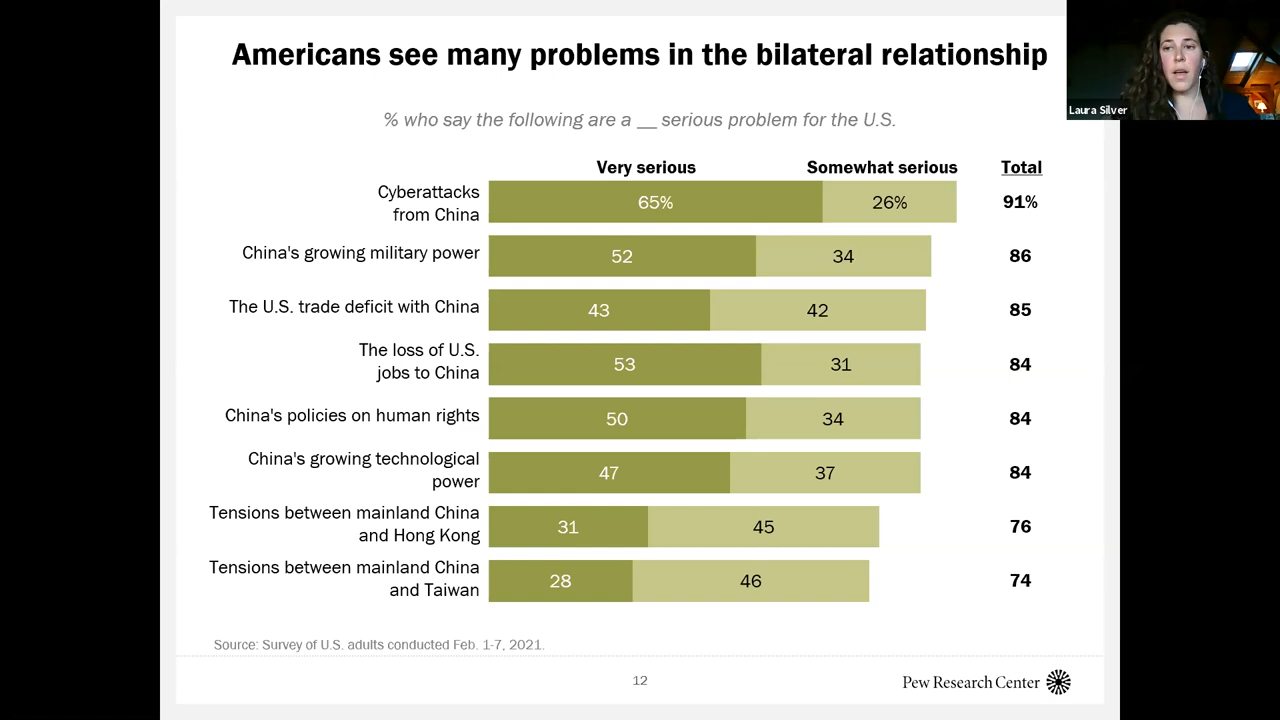 Americans see many problems in the bilateral relationship
Laura Silver
% who say the following are a __ serious problem for the U.S.
Very serious Somewhat serious Total
Cyberattacks
from China
65% 26% 91%
China's growing military power 52 34 86
The U.S. trade deficit with China 43 42 85
The loss of U.S.
jobs to China
53 31 84
China's policies on human rights 50 34 84
China's growing technological
power
47 37 84
Tensions between mainland China
and Hong Kong
31 45 76
Tensions between mainland China
and Taiwan
28 46 74
Source: Survey of U.S. adults conducted Feb. 1-7, 2021.
12
Pew Research Center